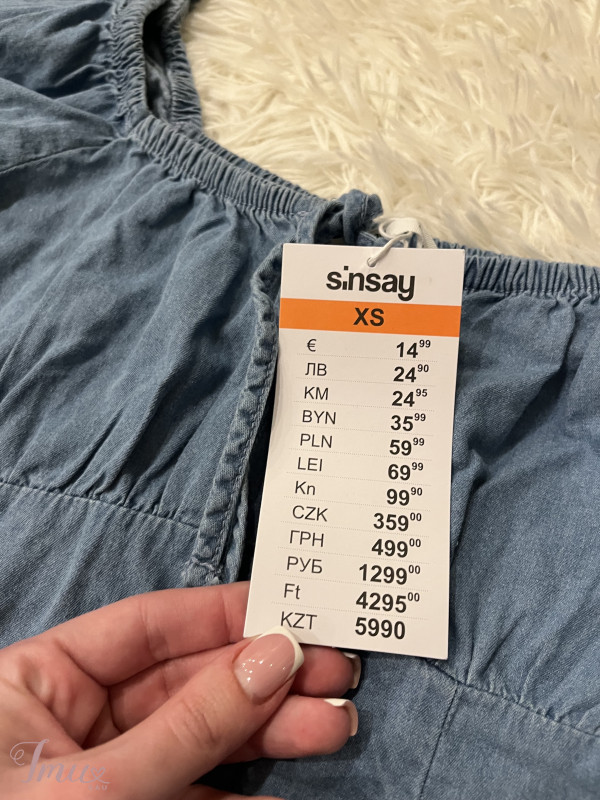 sinsay
XS
€ 14⁹⁹
ЛВ 24⁹⁰
KM 24⁹⁵
BYN 35⁹⁹
PLN 59⁹⁹
LEI 69⁹⁹
Kn 99⁹⁰
CZK 359⁰⁰
ГРН 499⁰⁰
РУБ 1299⁰⁰
Ft 4295⁰⁰
KZT 5990